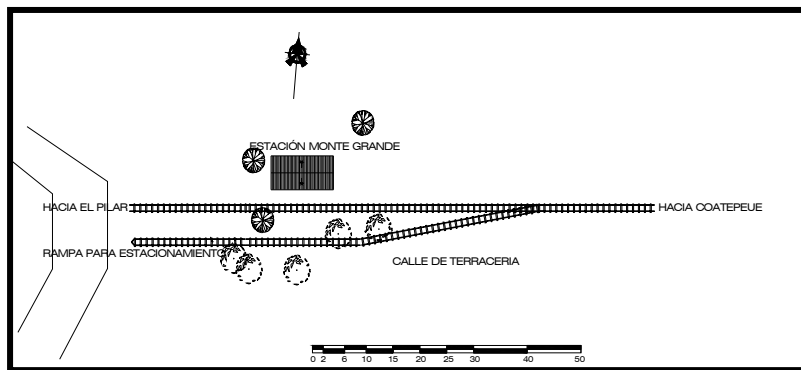 ESTACIÓN MONTE GRANDE
HACIA EL PILAR
HACIA COATEPEUE
RAMPA PARA ESTACIONAMIENTO
CALLE DE TERRACERIA
0 2 6 10 15 20 25 30 40 50